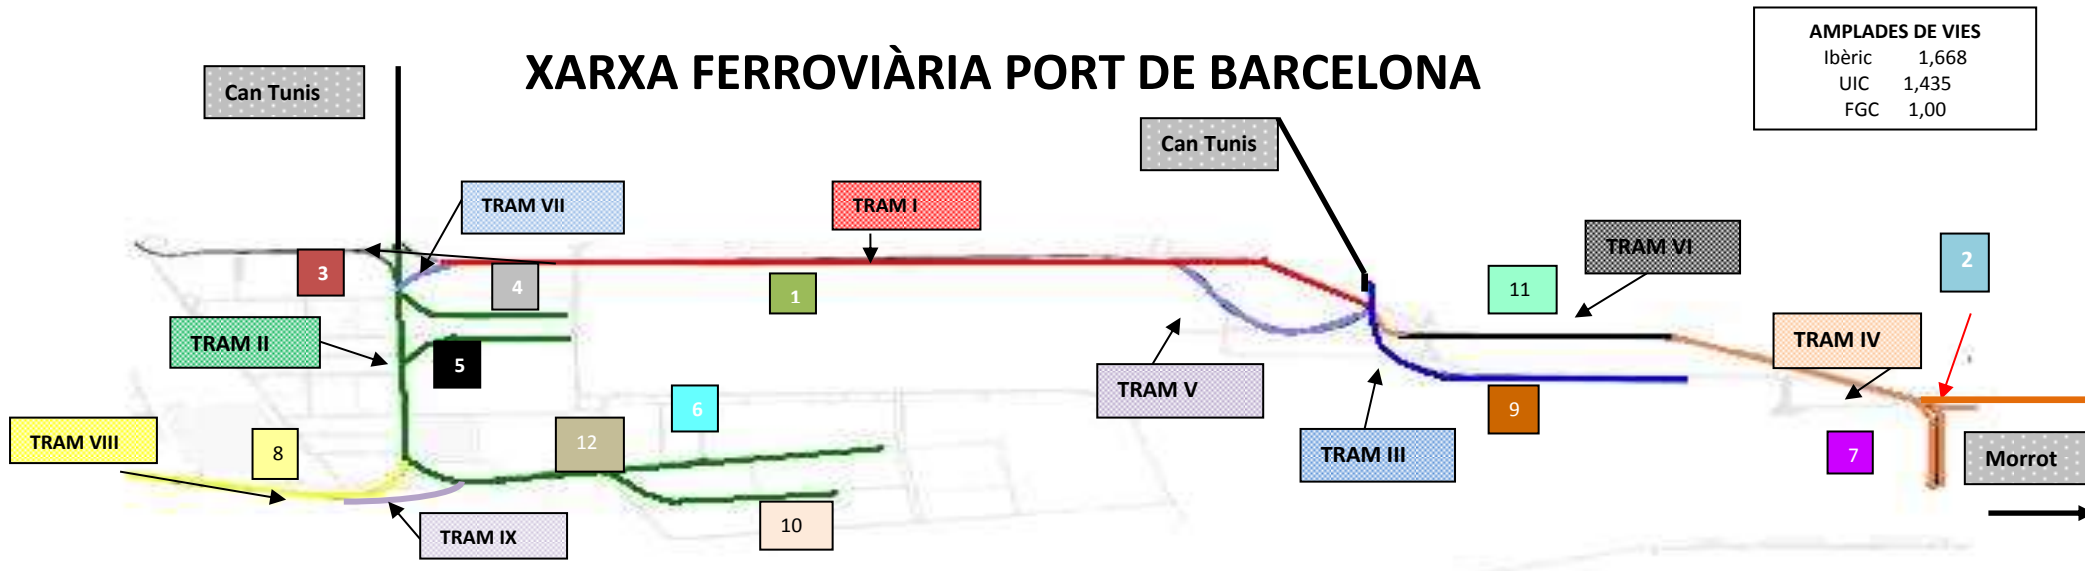 AMPLADES DE VIES
Ibèric 1,668
UIC 1,435
FGC 1,00
XARXA FERROVIÀRIA PORT DE BARCELONA
Can Tunis
Can Tunis
TRAM VII
TRAM I
TRAM VI
2
3
4
1
11
TRAM II
5
TRAM IV
TRAM V
6
9
TRAM VIII
8
12
TRAM III
7
Morrot
TRAM IX
10